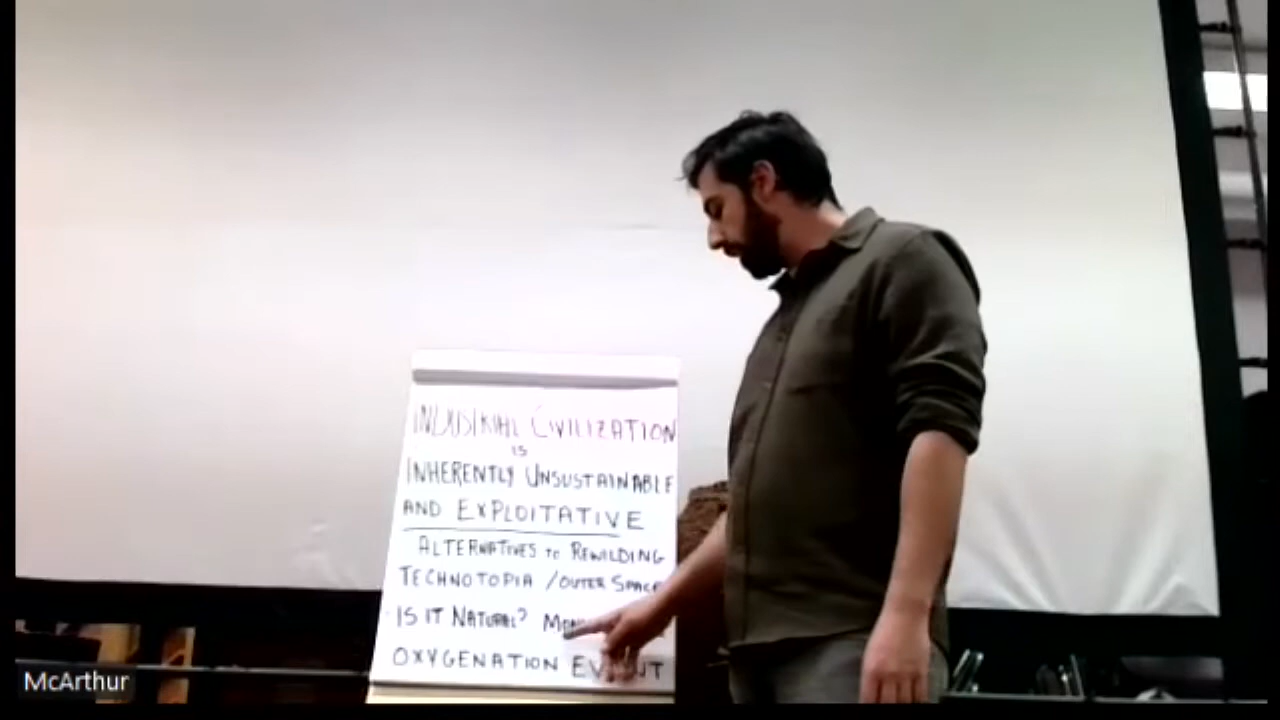 INDUSTRIAL CIVILIZATION
IS
INHERENTLY UNSUSTAINABLE
AND EXPLOITATIVE
ALTERNATIVES to REWILDING
TECHNOTOPIA /OUTER SPACE
IS IT NATURAL?
OXYGENATION
McArthur